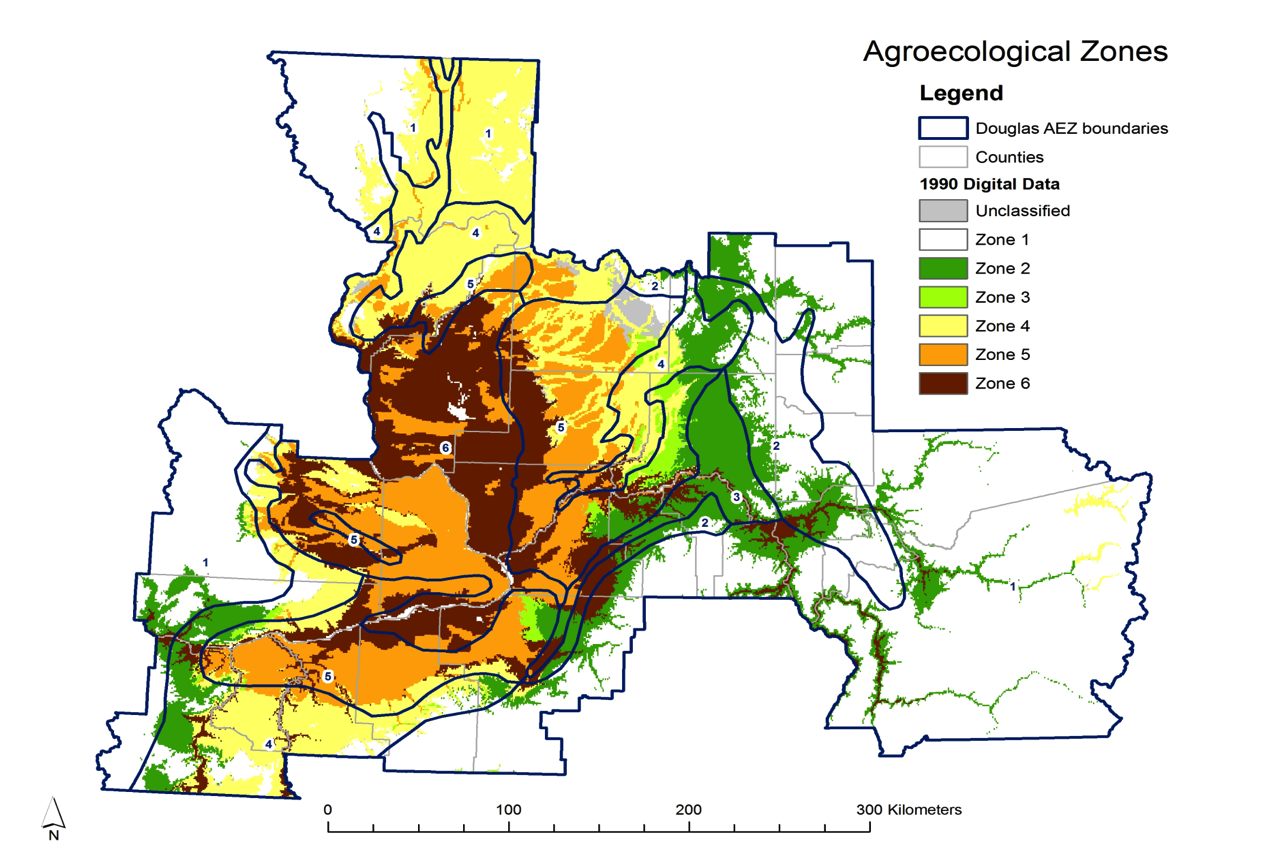 Agroecological Zones
Legend
Douglas AEZ boundaries
Counties
1990 Digital Data
Unclassified
Zone 1
Zone 2
Zone 3
Zone 4
Zone 5
Zone 6
1
1
4
4
5
2
4
5
6
2
3
2
5
1
1
5
4
0 100 200 300 Kilometers
N